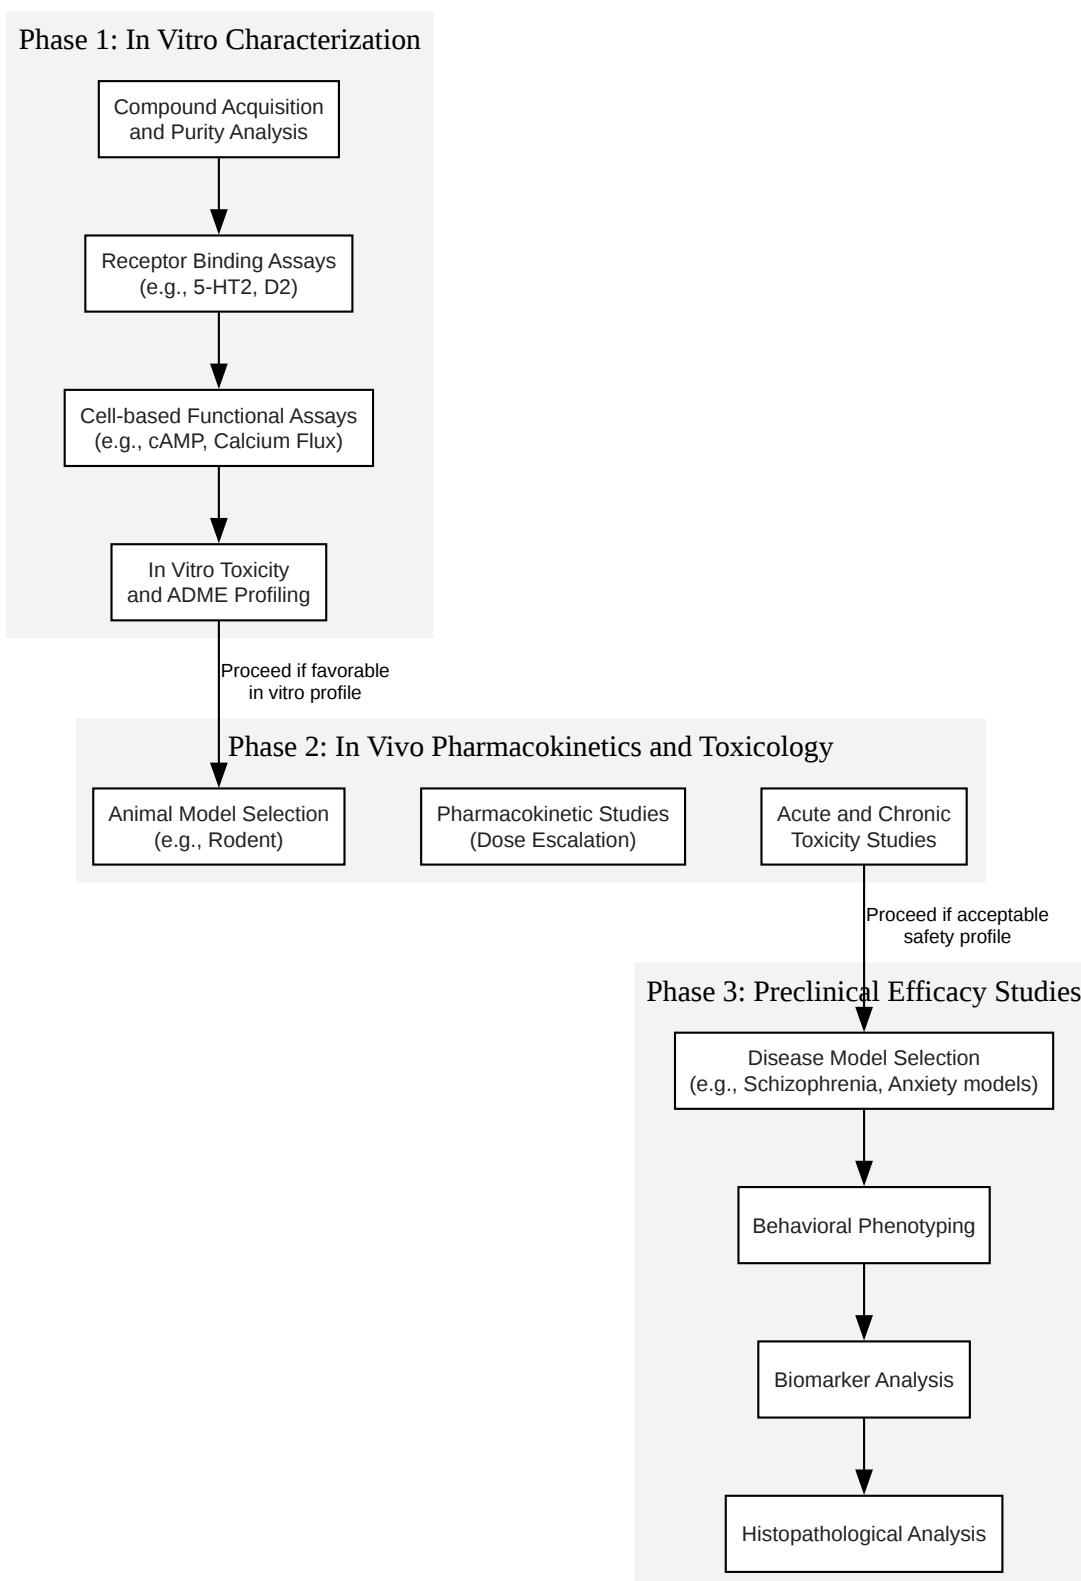 Phase 1: In Vitro Characterization
Compound Acquisition
and Purity Analysis
Receptor Binding Assays
(e.g., 5-HT2, D2)
Cell-based Functional Assays
(e.g., cAMP, Calcium Flux)
In Vitro Toxicity
and ADME Profiling
Proceed if favorable
in vitro profile
Phase 2: In Vivo Pharmacokinetics and Toxicology
Animal Model Selection
(e.g., Rodent)
Pharmacokinetic Studies
(Dose Escalation)
Acute and Chronic
Toxicity Studies
Proceed if acceptable
safety profile
Phase 3: Preclinical Efficacy Studies
Disease Model Selection
(e.g., Schizophrenia, Anxiety models)
Behavioral Phenotyping
Biomarker Analysis
Histopathological Analysis